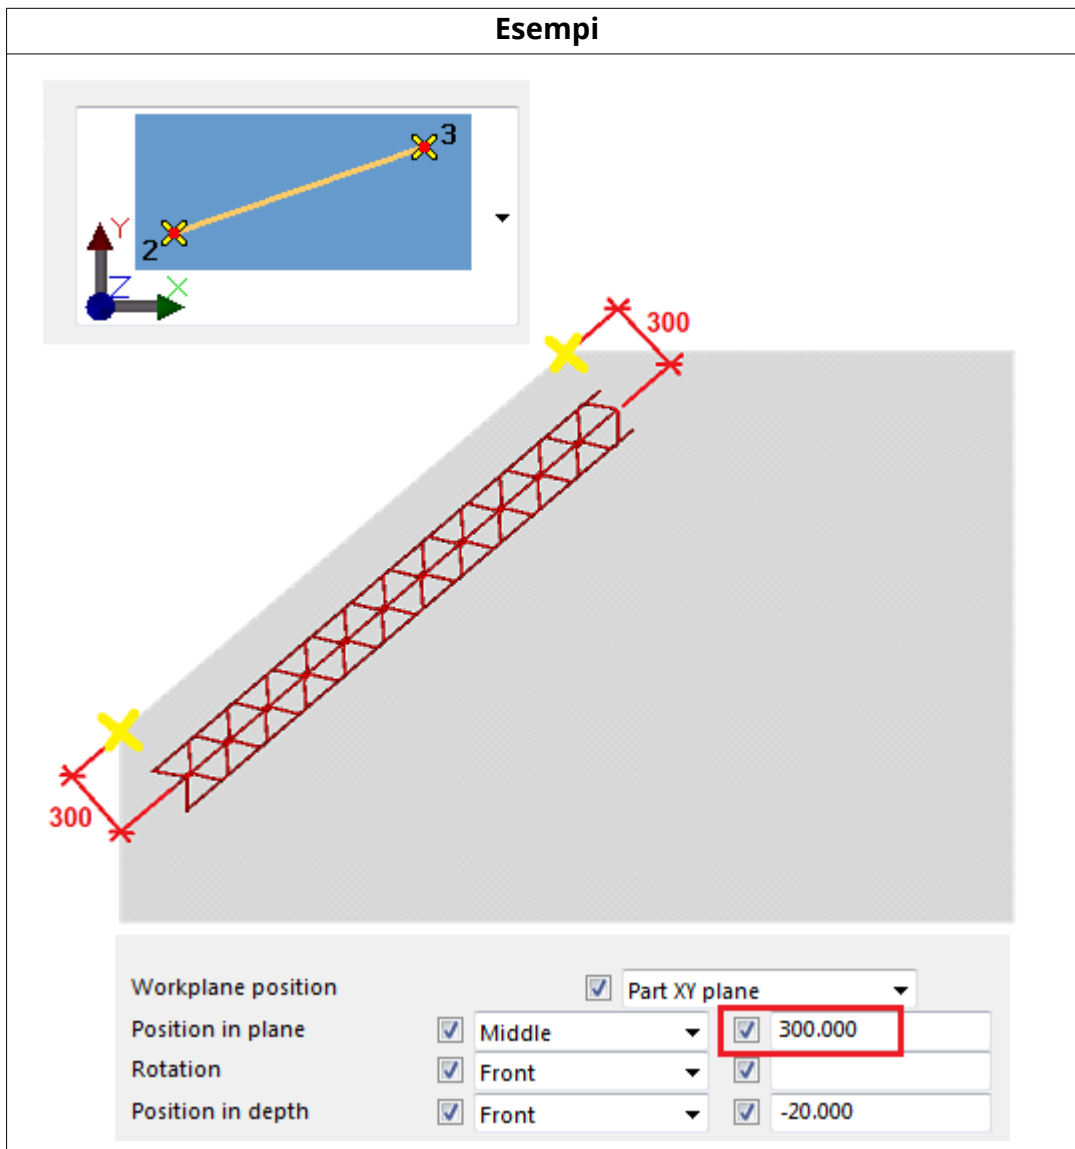 Esempi
3
2
Y
Z
X
300
300
Workplane position Part XY plane
Position in plane Middle 300.000
Rotation Front
Position in depth Front -20.000